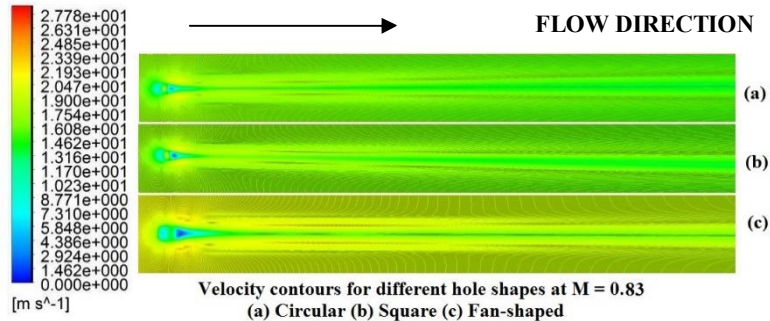 FLOW DIRECTION
2.778e+001
2.631e+001
2.485e+001
2.339e+001
2.193e+001
2.047e+001
1.900e+001
1.754e+001
1.608e+001
1.462e+001
1.316e+001
1.170e+001
1.023e+001
8.771e+000
7.310e+000
5.848e+000
4.386e+000
2.924e+000
1.462e+000
0.000e+000
[m s^-1]
(a)
(b)
(c)
Velocity contours for different hole shapes at M = 0.83
(a) Circular (b) Square (c) Fan-shaped